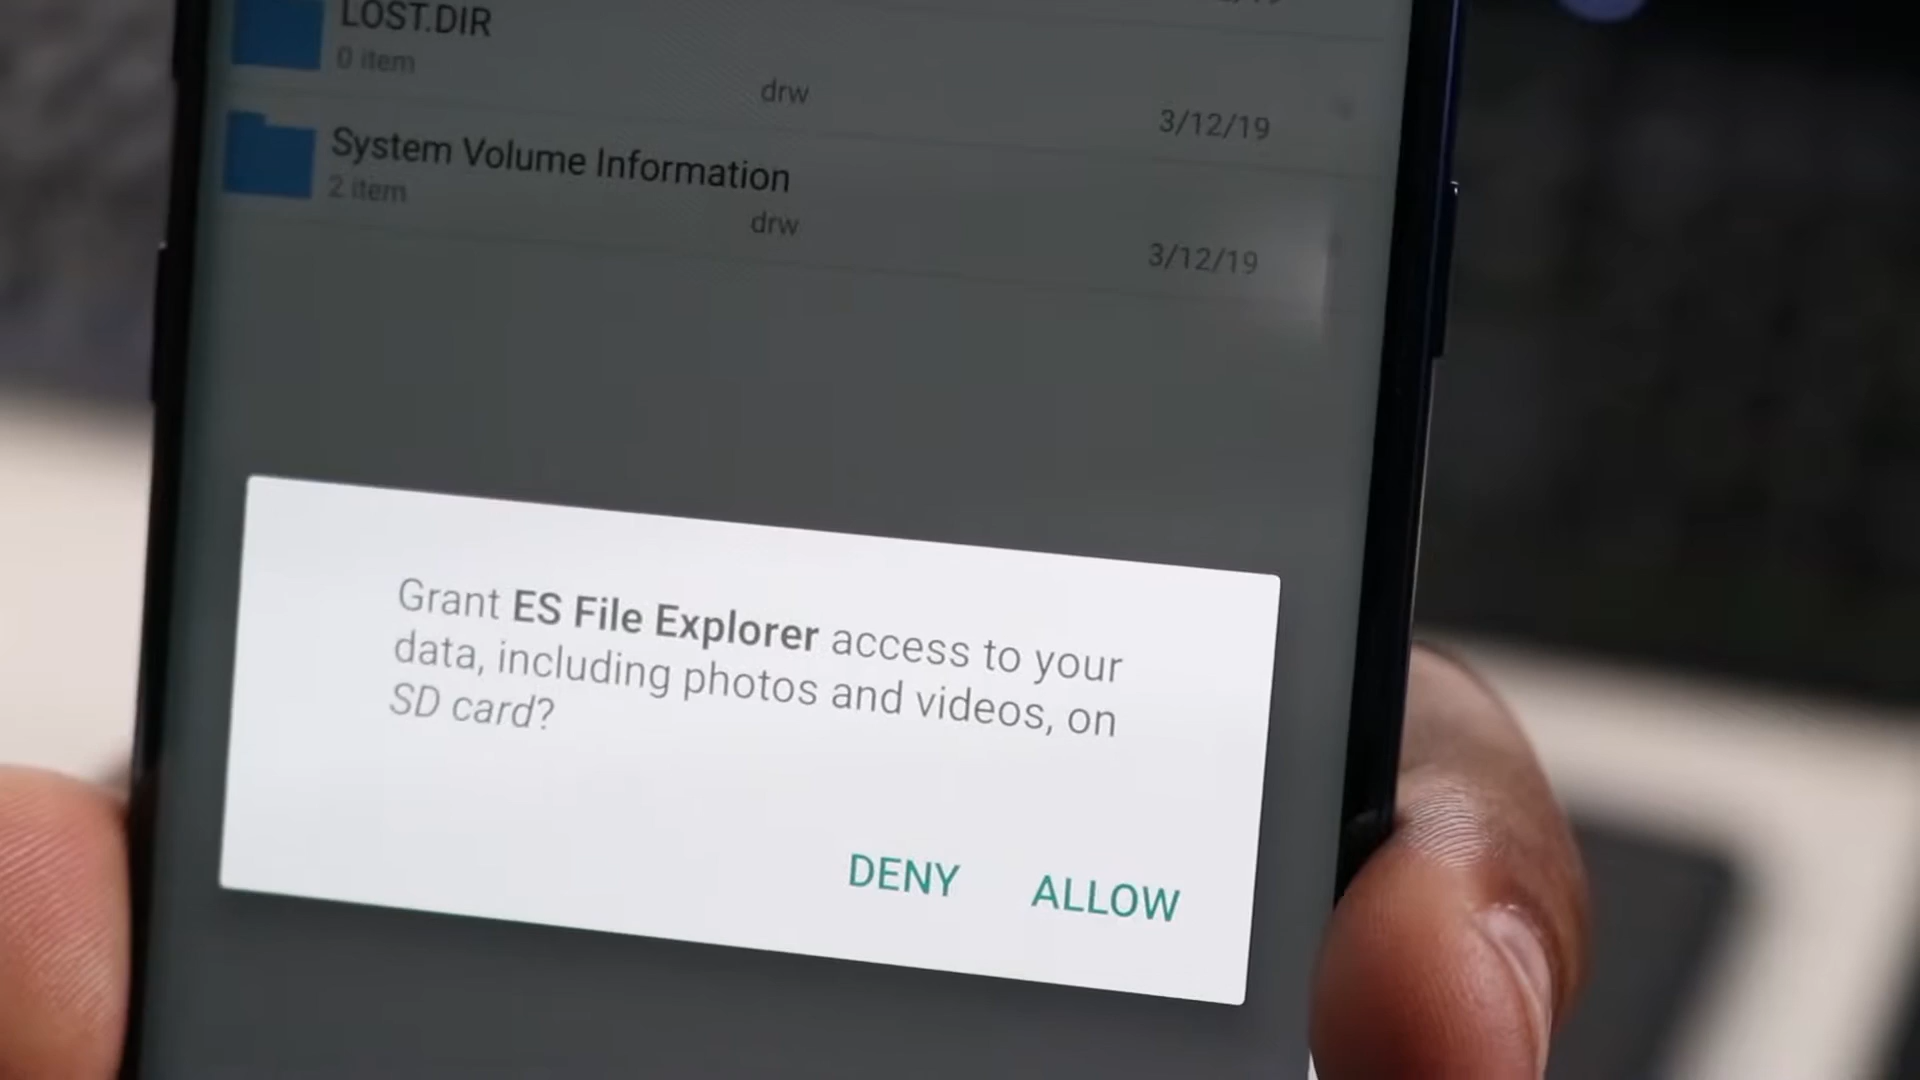 LOST.DIR
0 item
drw
3/12/19
System Volume Information
2 item
drw
3/12/19
Grant ES File Explorer access to your
data, including photos and videos, on
SD card?
DENY
ALLOW